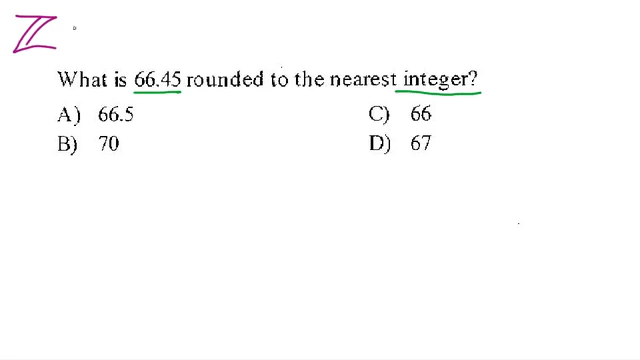 ℤ
What is 66.45 rounded to the nearest integer?
A) 66.5 C) 66
B) 70 D) 67